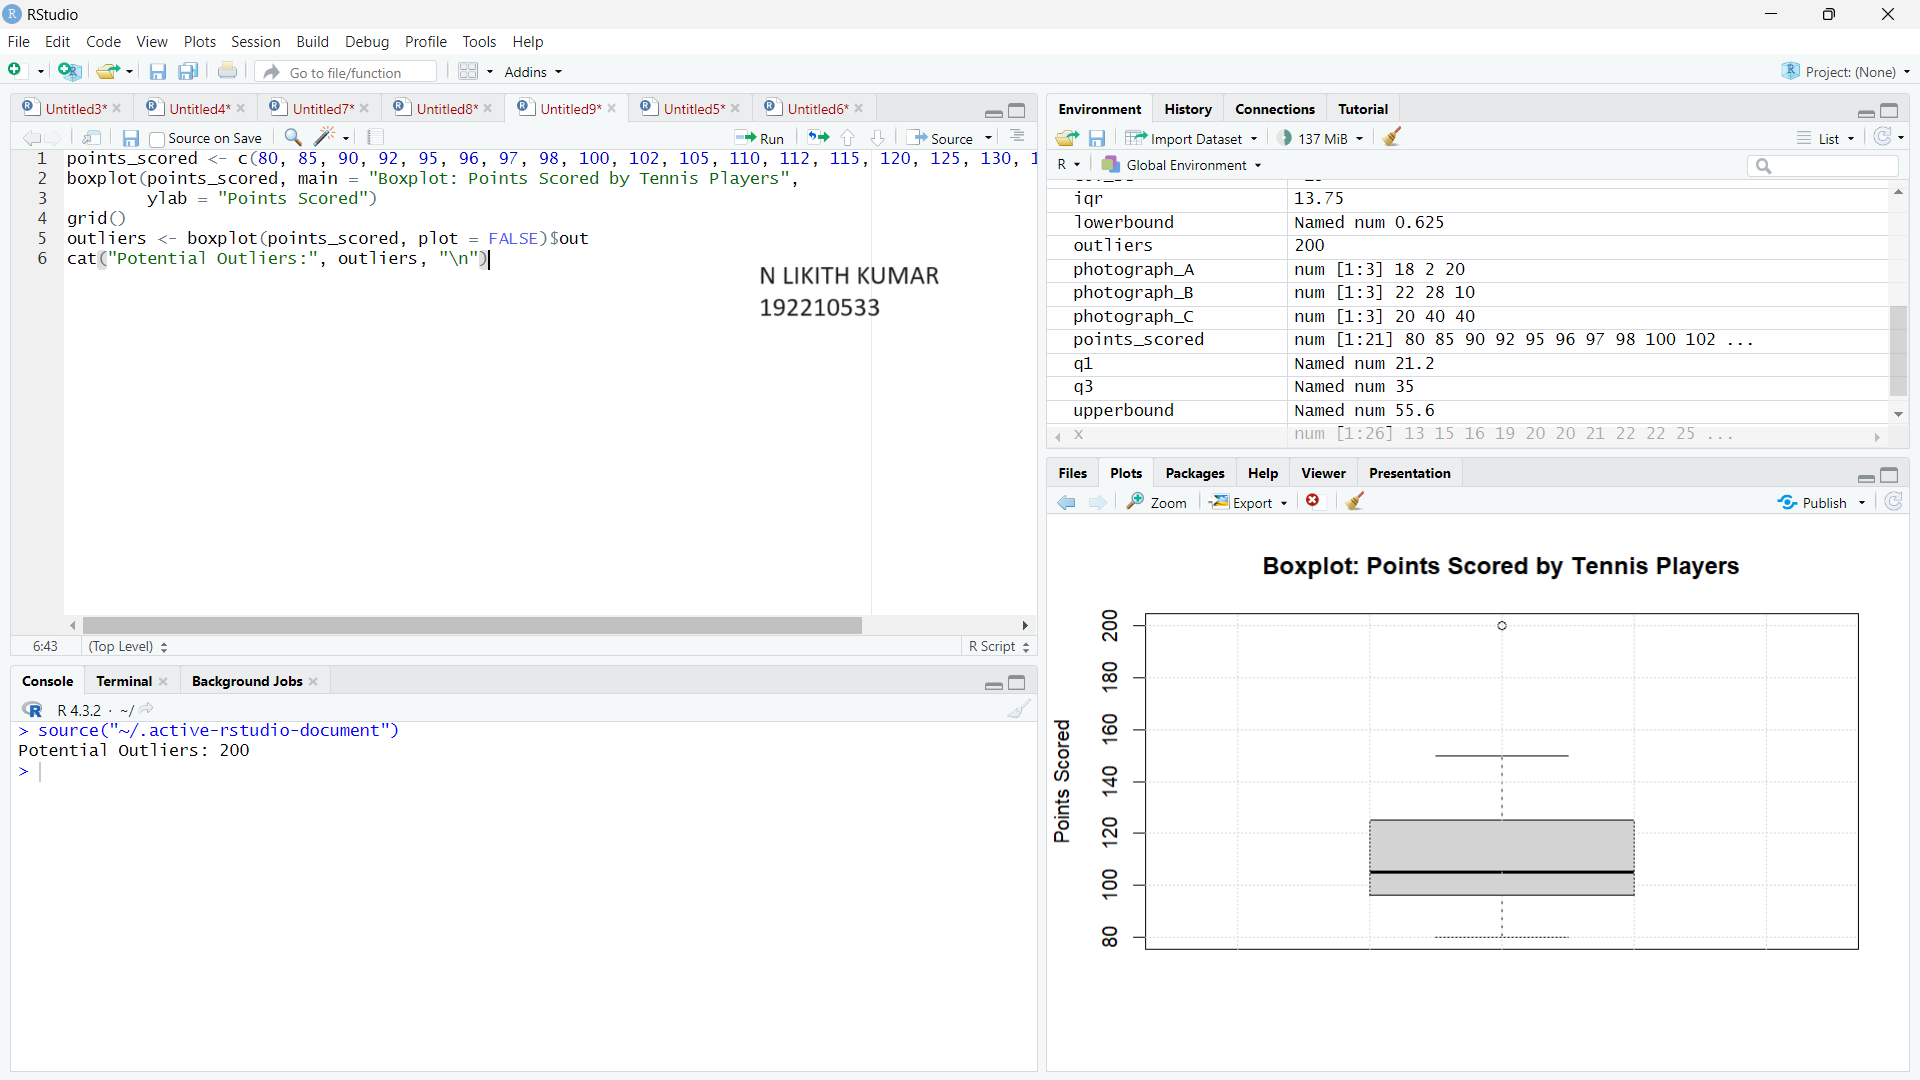 RStudio
File Edit Code View Plots Session Build Debug Profile Tools Help
Go to file/function Addins Project: (None)
Untitled3* Untitled4* Untitled7* Untitled8* Untitled9* Untitled5* Untitled6*
Source on Save Run Source
1 points_scored <- c(80, 85, 90, 92, 95, 96, 97, 98, 100, 102, 105, 110, 112, 115, 120, 125, 130, 1
2 boxplot(points_scored, main = "Boxplot: Points Scored by Tennis Players",
3 ylab = "Points Scored")
4 grid()
5 outliers <- boxplot(points_scored, plot = FALSE)$out
6 cat("Potential Outliers:", outliers, "\n")
N LIKITH KUMAR
192210533
6:43 (Top Level) R Script
Console Terminal Background Jobs
R 4.3.2 · ~/
> source("~/.active-rstudio-document")
Potential Outliers: 200
>
Environment History Connections Tutorial
Import Dataset 137 MiB List
R Global Environment
iqr 13.75
lowerbound Named num 0.625
outliers 200
photograph_A num [1:3] 18 2 20
photograph_B num [1:3] 22 28 10
photograph_C num [1:3] 20 40 40
points_scored num [1:21] 80 85 90 92 95 96 97 98 100 102 ...
q1 Named num 21.2
q3 Named num 35
upperbound Named num 55.6
x num [1:26] 13 15 16 19 20 20 21 22 22 25 ...
Files Plots Packages Help Viewer Presentation
Zoom Export Publish
Boxplot: Points Scored by Tennis Players
Points Scored
200
180
160
140
120
100
80